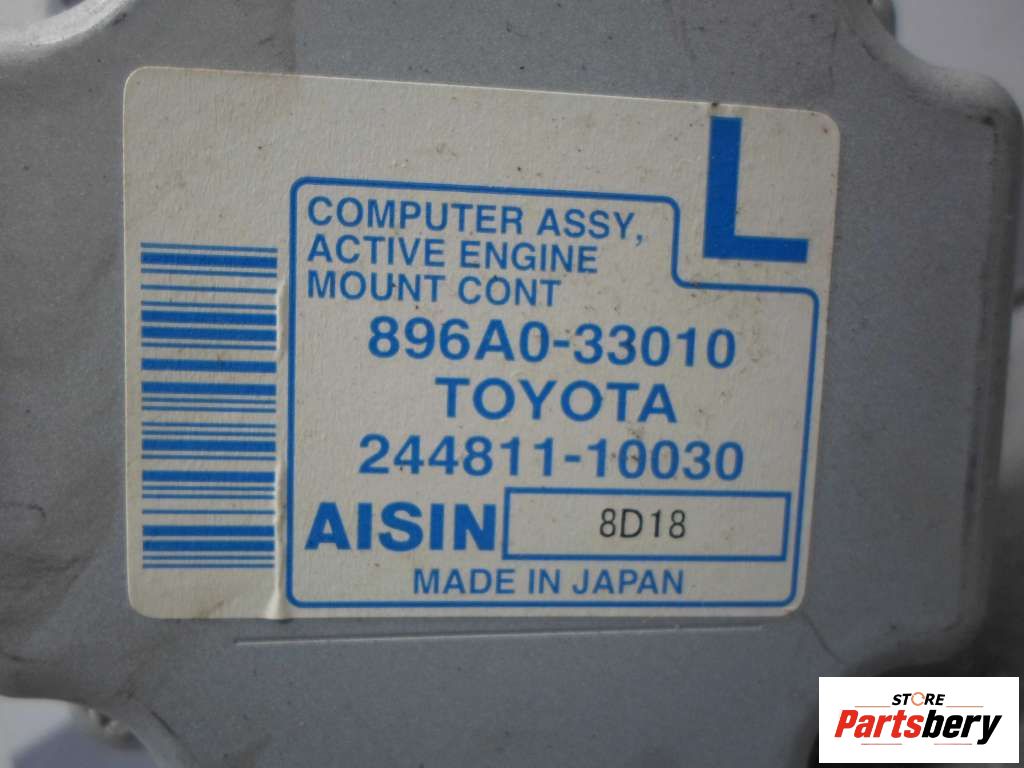 L
COMPUTER ASSY,
ACTIVE ENGINE
MOUNT CONT
896A0-33010
TOYOTA
244811-10030
AISIN 8D18
MADE IN JAPAN
STORE
Partsbery